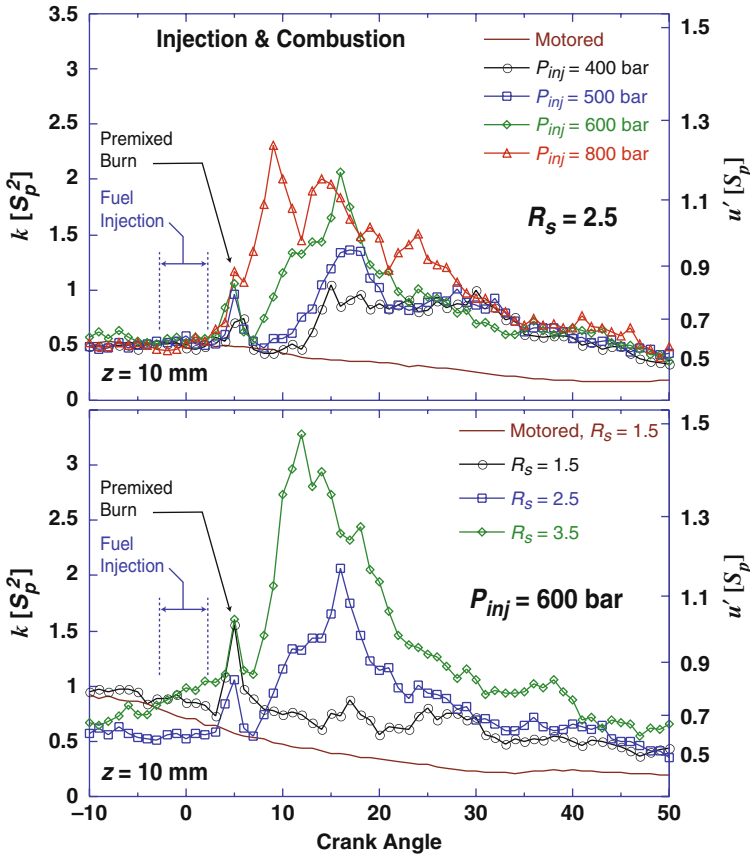 Injection & Combustion
Motored
P_inj = 400 bar
P_inj = 500 bar
P_inj = 600 bar
P_inj = 800 bar
Premixed
Burn
Fuel
Injection
R_s = 2.5
z = 10 mm
k [S_p^2]
u' [S_p]
3.5
3
2.5
2
1.5
1
0.5
0
1.5
1.3
1.1
0.9
0.7
0.5
Motored, R_s = 1.5
R_s = 1.5
R_s = 2.5
R_s = 3.5
Premixed
Burn
Fuel
Injection
P_inj = 600 bar
z = 10 mm
k [S_p^2]
u' [S_p]
3
2.5
2
1.5
1
0.5
0
1.5
1.3
1.1
0.9
0.7
0.5
–10 0 10 20 30 40 50
Crank Angle